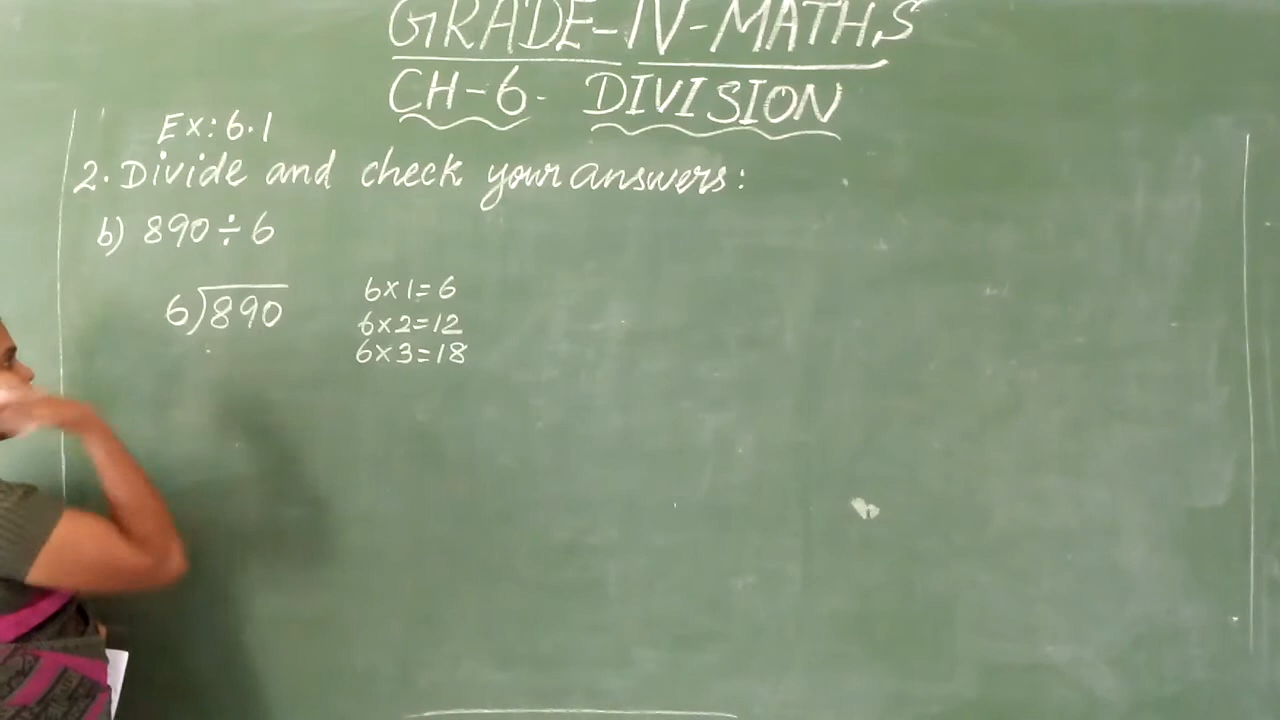 GRADE-IV-MATHS
CH-6. DIVISION
Ex: 6.1
2. Divide and check your answers:
b) 890 ÷ 6
6)890
6×1=6
6×2=12
6×3=18